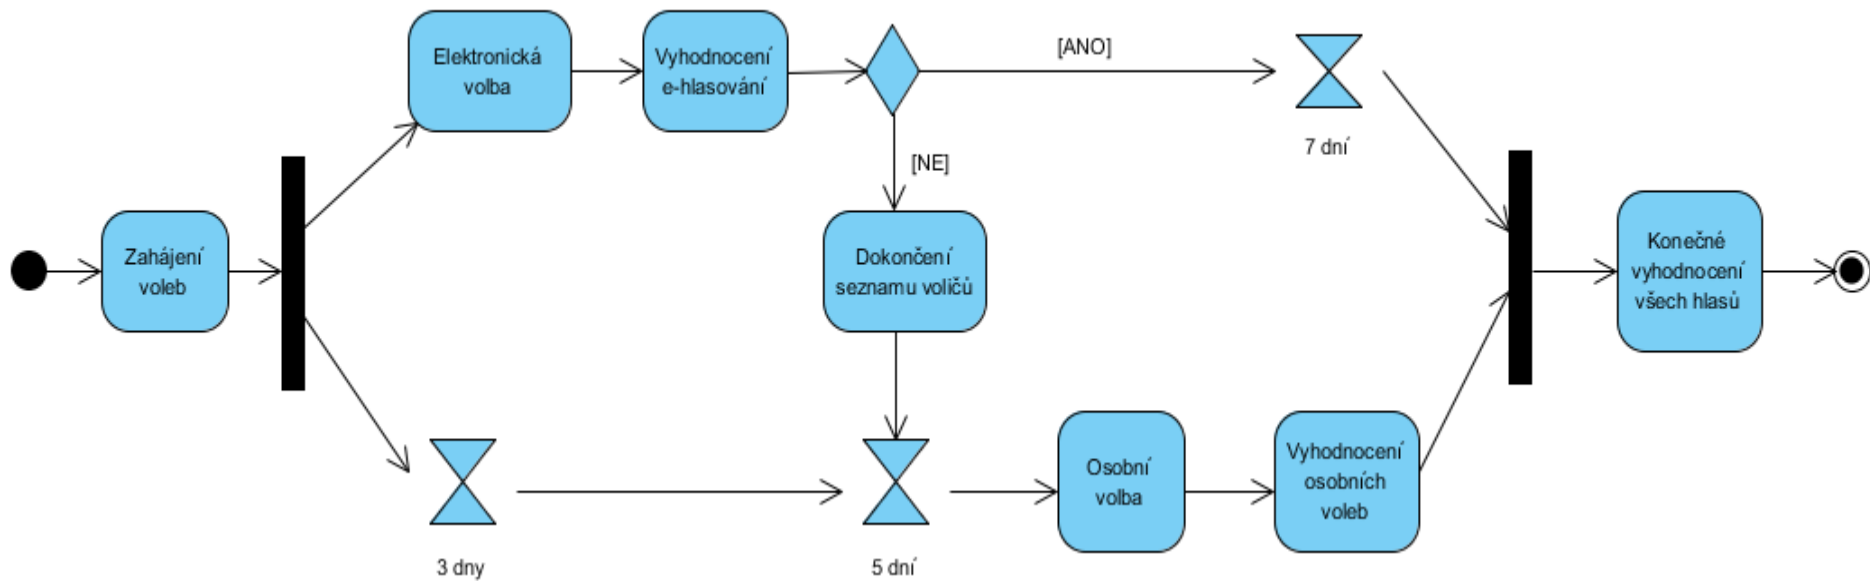 Elektronická
volba
Vyhodnocení
e-hlasování
[ANO]
7 dní
[NE]
Zahájení
voleb
Dokončení
seznamu voličů
Konečné
vyhodnocení
všech hlasů
Osobní
volba
Vyhodnocení
osobních
voleb
3 dny
5 dní